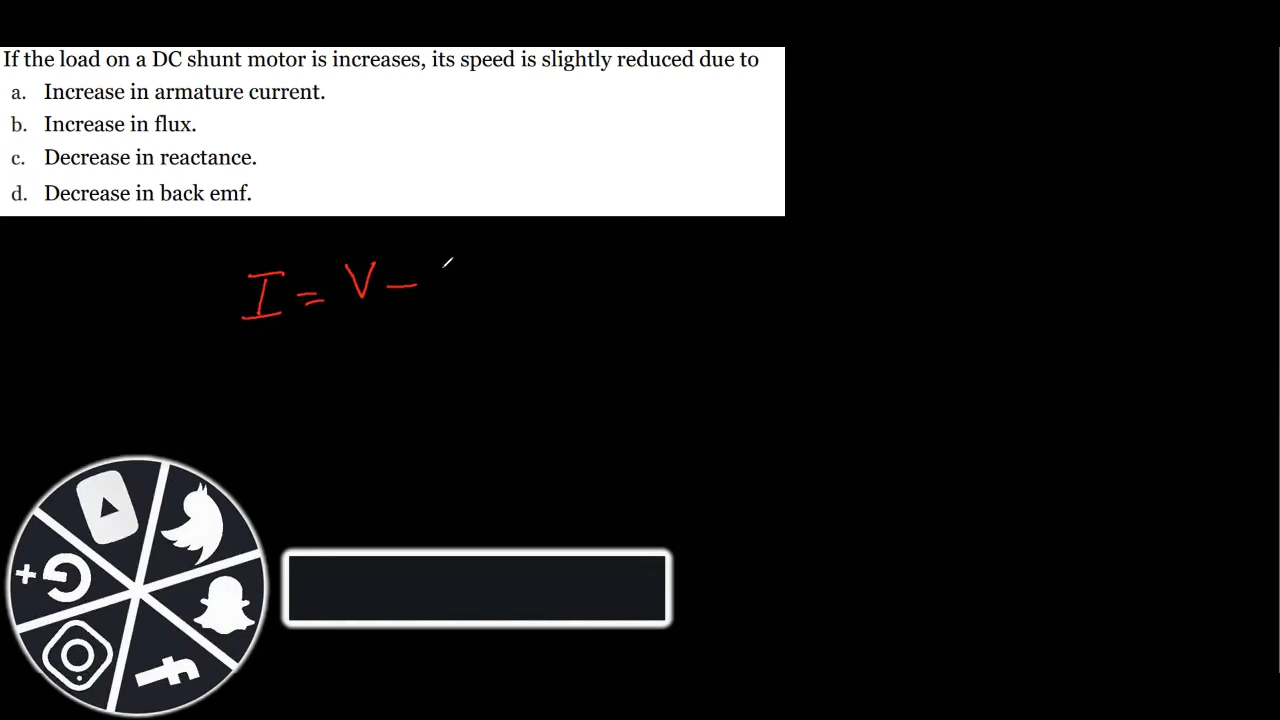 If the load on a DC shunt motor is increases, its speed is slightly reduced due to
a. Increase in armature current.
b. Increase in flux.
c. Decrease in reactance.
d. Decrease in back emf.
I = V –